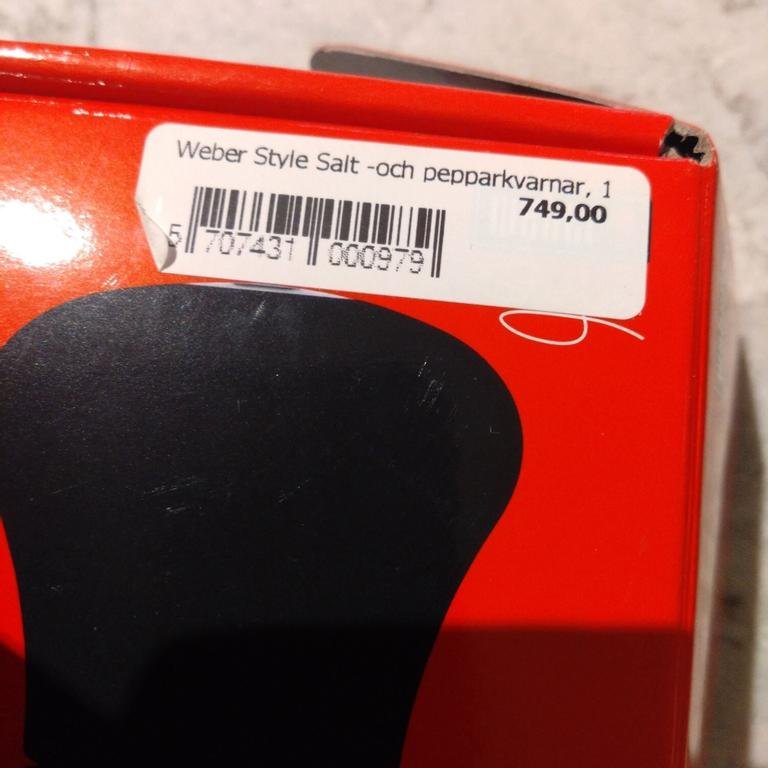 Weber Style Salt -och pepparkvarnar, 1
749,00
5 707431 000979